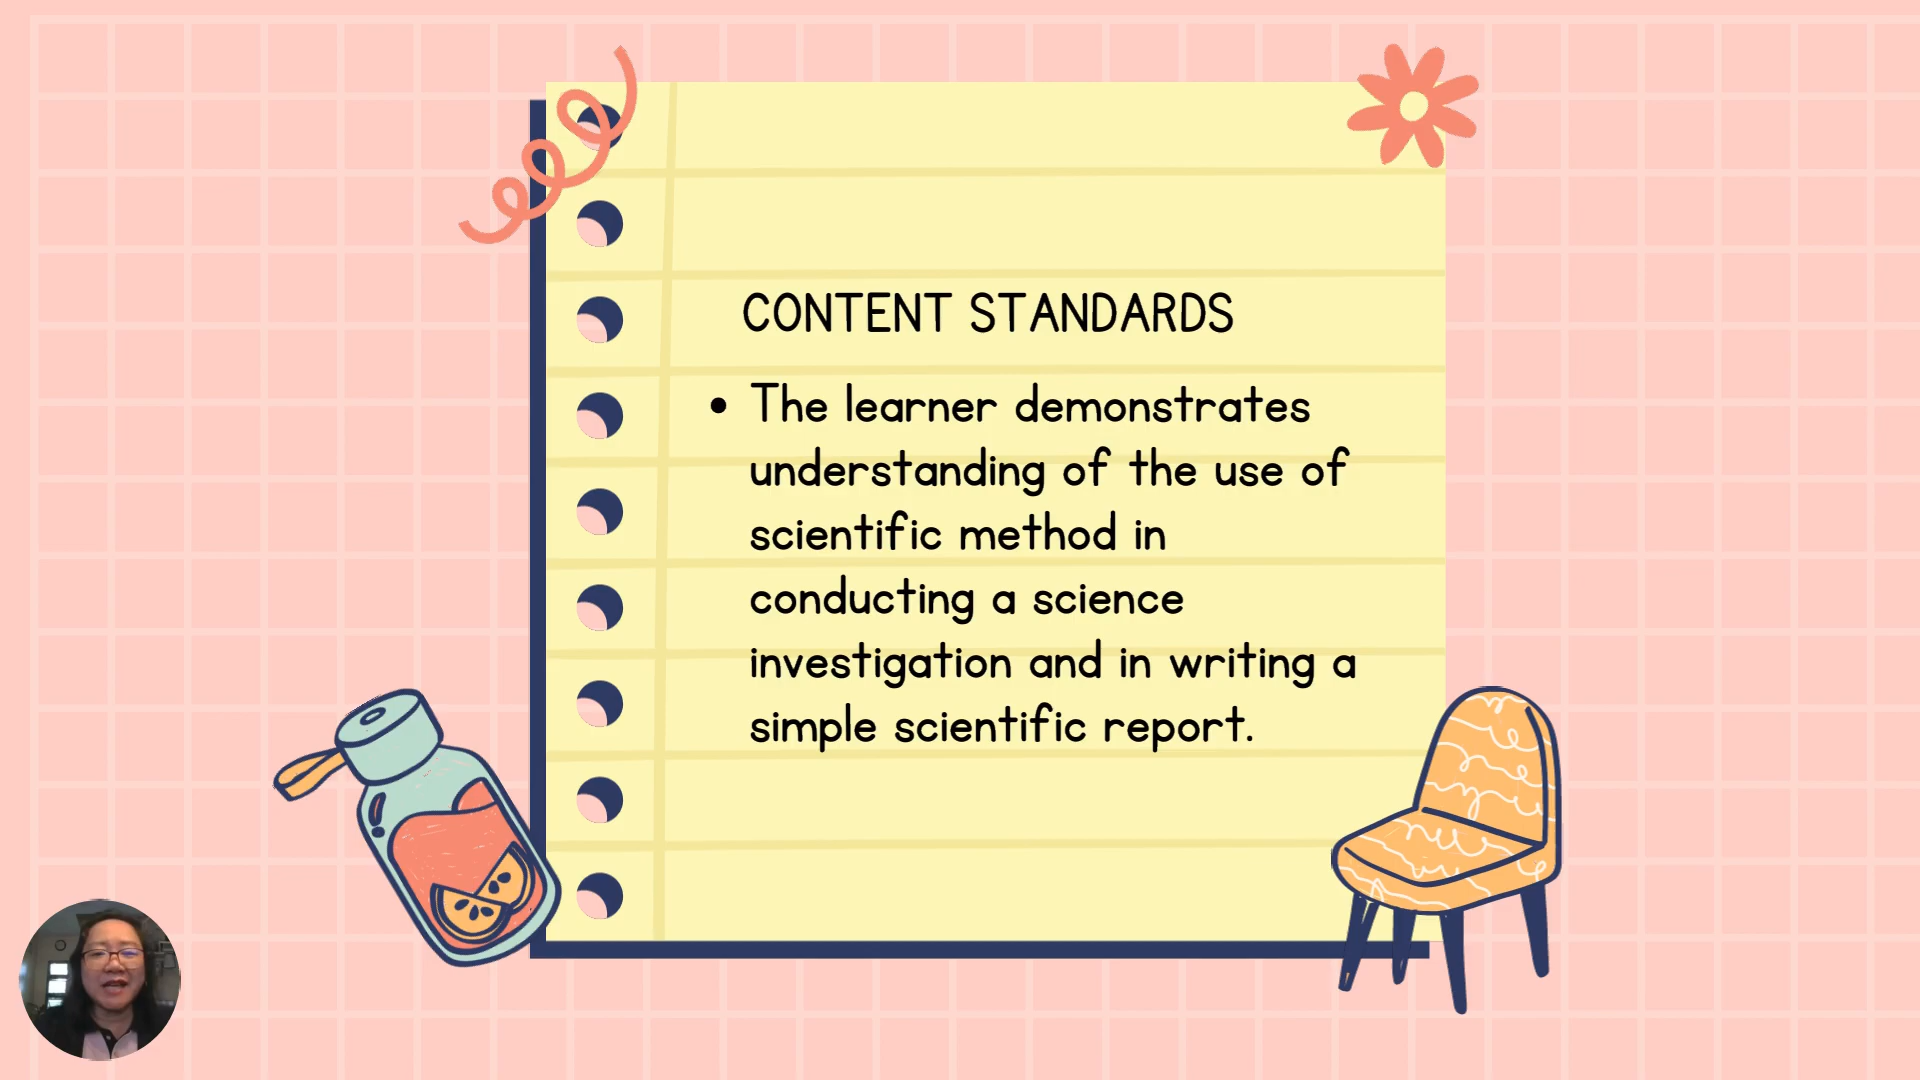 CONTENT STANDARDS
• The learner demonstrates
understanding of the use of
scientific method in
conducting a science
investigation and in writing a
simple scientific report.